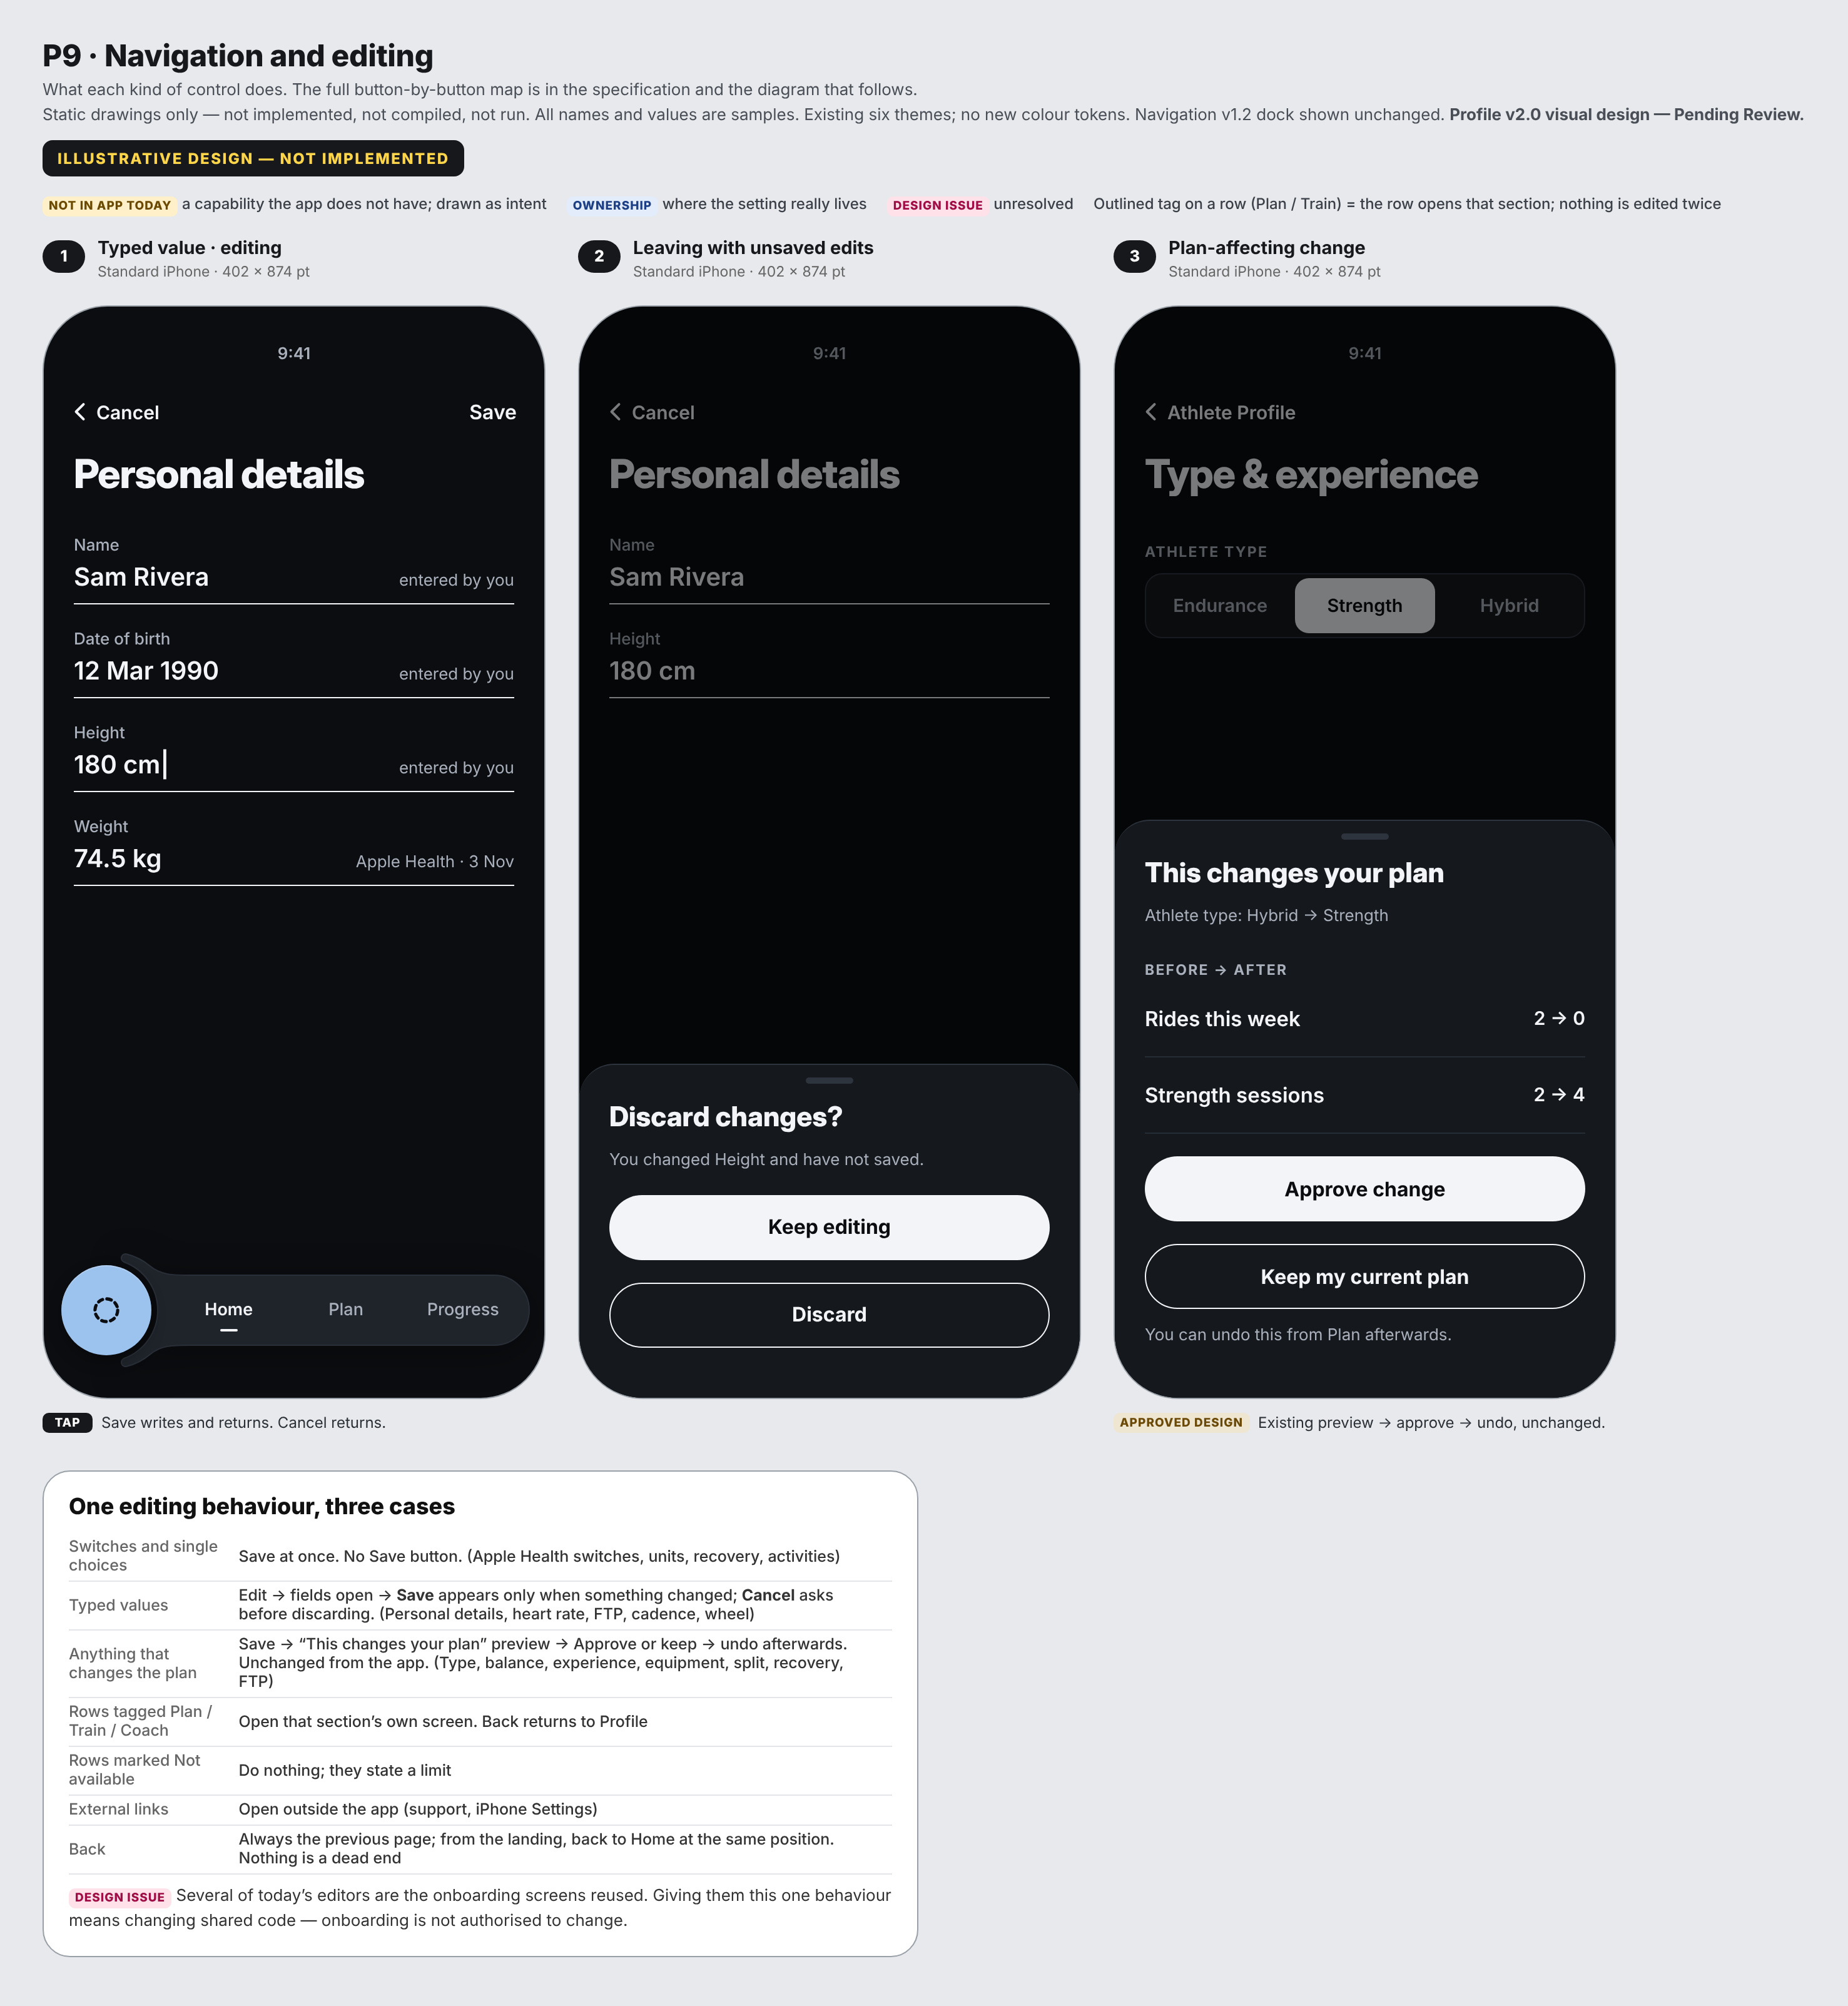 P9 · Navigation and editing
What each kind of control does. The full button-by-button map is in the specification and the diagram that follows.
Static drawings only — not implemented, not compiled, not run. All names and values are samples. Existing six themes; no new colour tokens. Navigation v1.2 dock shown unchanged. Profile v2.0 visual design — Pending Review.
ILLUSTRATIVE DESIGN — NOT IMPLEMENTED
NOT IN APP TODAY a capability the app does not have; drawn as intent OWNERSHIP where the setting really lives DESIGN ISSUE unresolved Outlined tag on a row (Plan / Train) = the row opens that section; nothing is edited twice
1 Typed value · editing
Standard iPhone · 402 × 874 pt
9:41
Cancel Save
Personal details
Name
Sam Rivera entered by you
Date of birth
12 Mar 1990 entered by you
Height
180 cm entered by you
Weight
74.5 kg Apple Health · 3 Nov
Home Plan Progress
TAP Save writes and returns. Cancel returns.
2 Leaving with unsaved edits
Standard iPhone · 402 × 874 pt
9:41
Cancel
Personal details
Name
Sam Rivera
Height
180 cm
Discard changes?
You changed Height and have not saved.
Keep editing
Discard
3 Plan-affecting change
Standard iPhone · 402 × 874 pt
9:41
Athlete Profile
Type & experience
ATHLETE TYPE
Endurance Strength Hybrid
This changes your plan
Athlete type: Hybrid → Strength
BEFORE → AFTER
Rides this week 2 → 0
Strength sessions 2 → 4
Approve change
Keep my current plan
You can undo this from Plan afterwards.
APPROVED DESIGN Existing preview → approve → undo, unchanged.
One editing behaviour, three cases
Switches and single
choices
Save at once. No Save button. (Apple Health switches, units, recovery, activities)
Typed values
Edit → fields open → Save appears only when something changed; Cancel asks
before discarding. (Personal details, heart rate, FTP, cadence, wheel)
Anything that
changes the plan
Save → “This changes your plan” preview → Approve or keep → undo afterwards.
Unchanged from the app. (Type, balance, experience, equipment, split, recovery,
FTP)
Rows tagged Plan /
Train / Coach
Open that section’s own screen. Back returns to Profile
Rows marked Not
available
Do nothing; they state a limit
External links
Open outside the app (support, iPhone Settings)
Back
Always the previous page; from the landing, back to Home at the same position.
Nothing is a dead end
DESIGN ISSUE Several of today’s editors are the onboarding screens reused. Giving them this one behaviour
means changing shared code — onboarding is not authorised to change.